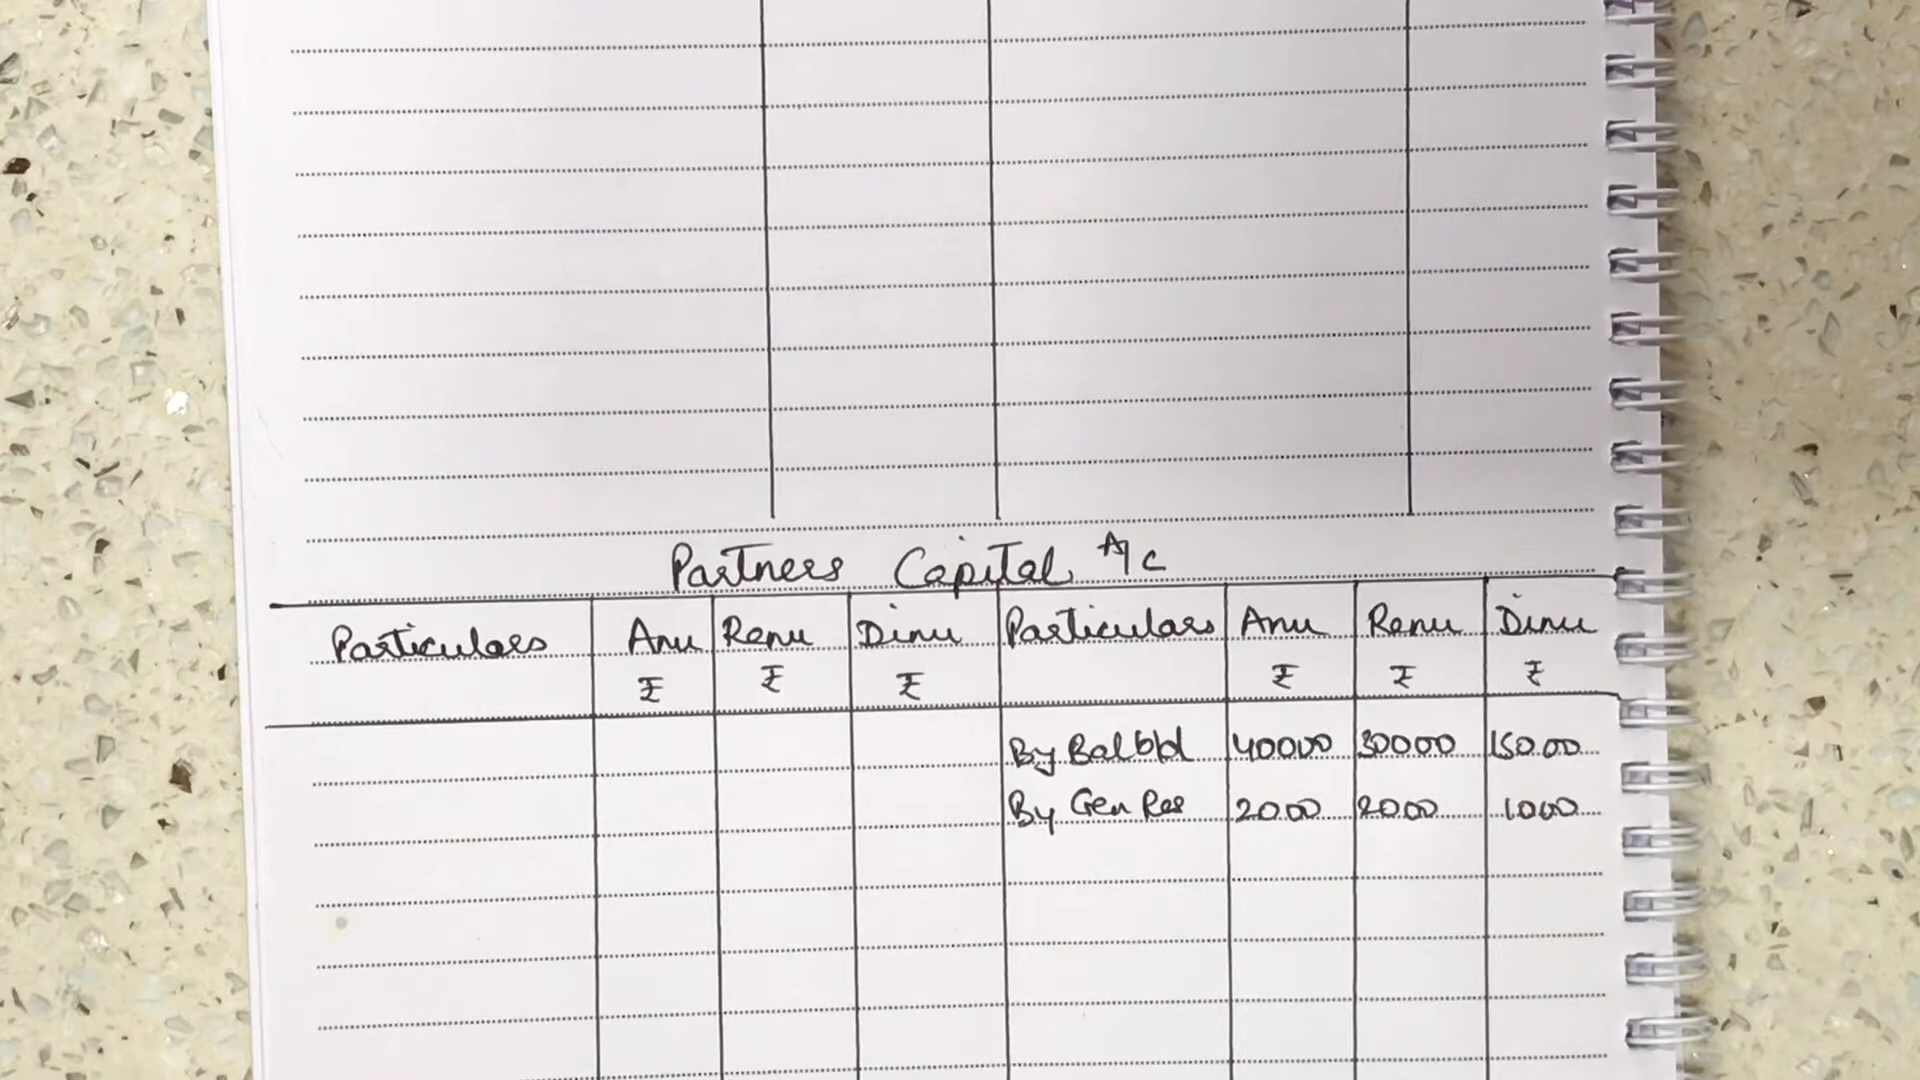 Partners Capital A/c
Particulars Anu Renu Dinu Particulars Anu Renu Dinu
₹ ₹ ₹ ₹ ₹ ₹
By Bal b/d 40000 30000 15000
By Gen Res 2000 2000 1000